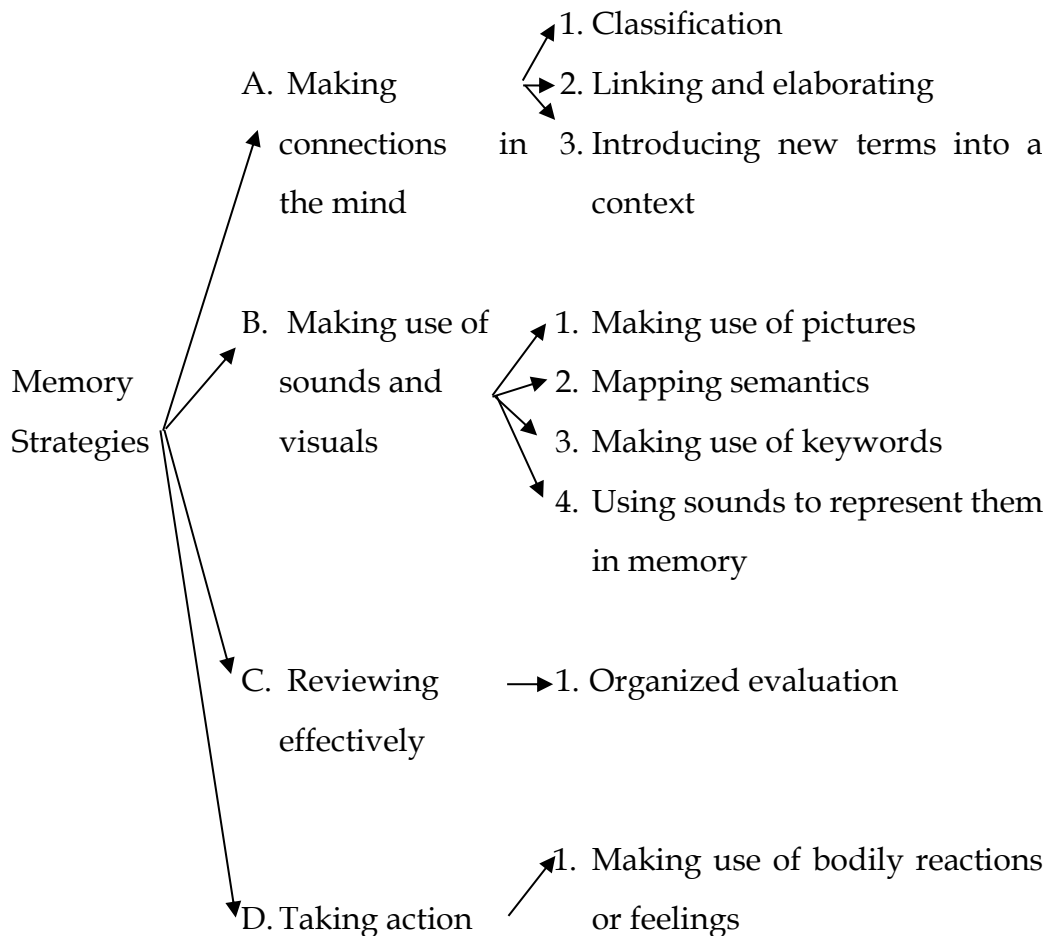 Memory
Strategies
A. Making
connections in
the mind
1. Classification
2. Linking and elaborating
3. Introducing new terms into a
context
B. Making use of
sounds and
visuals
1. Making use of pictures
2. Mapping semantics
3. Making use of keywords
4. Using sounds to represent them
in memory
C. Reviewing
effectively
1. Organized evaluation
D. Taking action
1. Making use of bodily reactions
or feelings